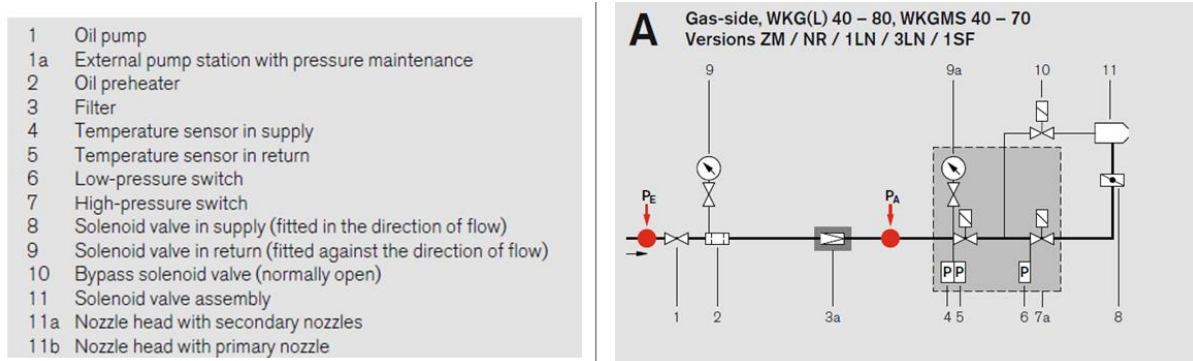 1 Oil pump
1a External pump station with pressure maintenance
2 Oil preheater
3 Filter
4 Temperature sensor in supply
5 Temperature sensor in return
6 Low-pressure switch
7 High-pressure switch
8 Solenoid valve in supply (fitted in the direction of flow)
9 Solenoid valve in return (fitted against the direction of flow)
10 Bypass solenoid valve (normally open)
11 Solenoid valve assembly
11a Nozzle head with secondary nozzles
11b Nozzle head with primary nozzle
A Gas-side, WKG(L) 40 – 80, WKGMS 40 – 70
Versions ZM / NR / 1LN / 3LN / 1SF
9 9a 10 11
PE PA
P P P
1 2 3a 4 5 6 7a 8